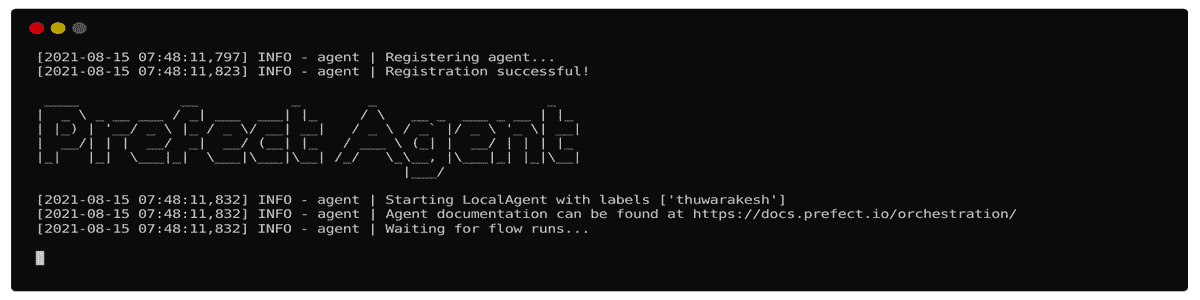 [2021-08-15 07:48:11,797] INFO - agent | Registering agent...
[2021-08-15 07:48:11,823] INFO - agent | Registration successful!
Prefect Agent
[2021-08-15 07:48:11,832] INFO - agent | Starting LocalAgent with labels ['thuwarakesh']
[2021-08-15 07:48:11,832] INFO - agent | Agent documentation can be found at https://docs.prefect.io/orchestration/
[2021-08-15 07:48:11,832] INFO - agent | Waiting for flow runs...